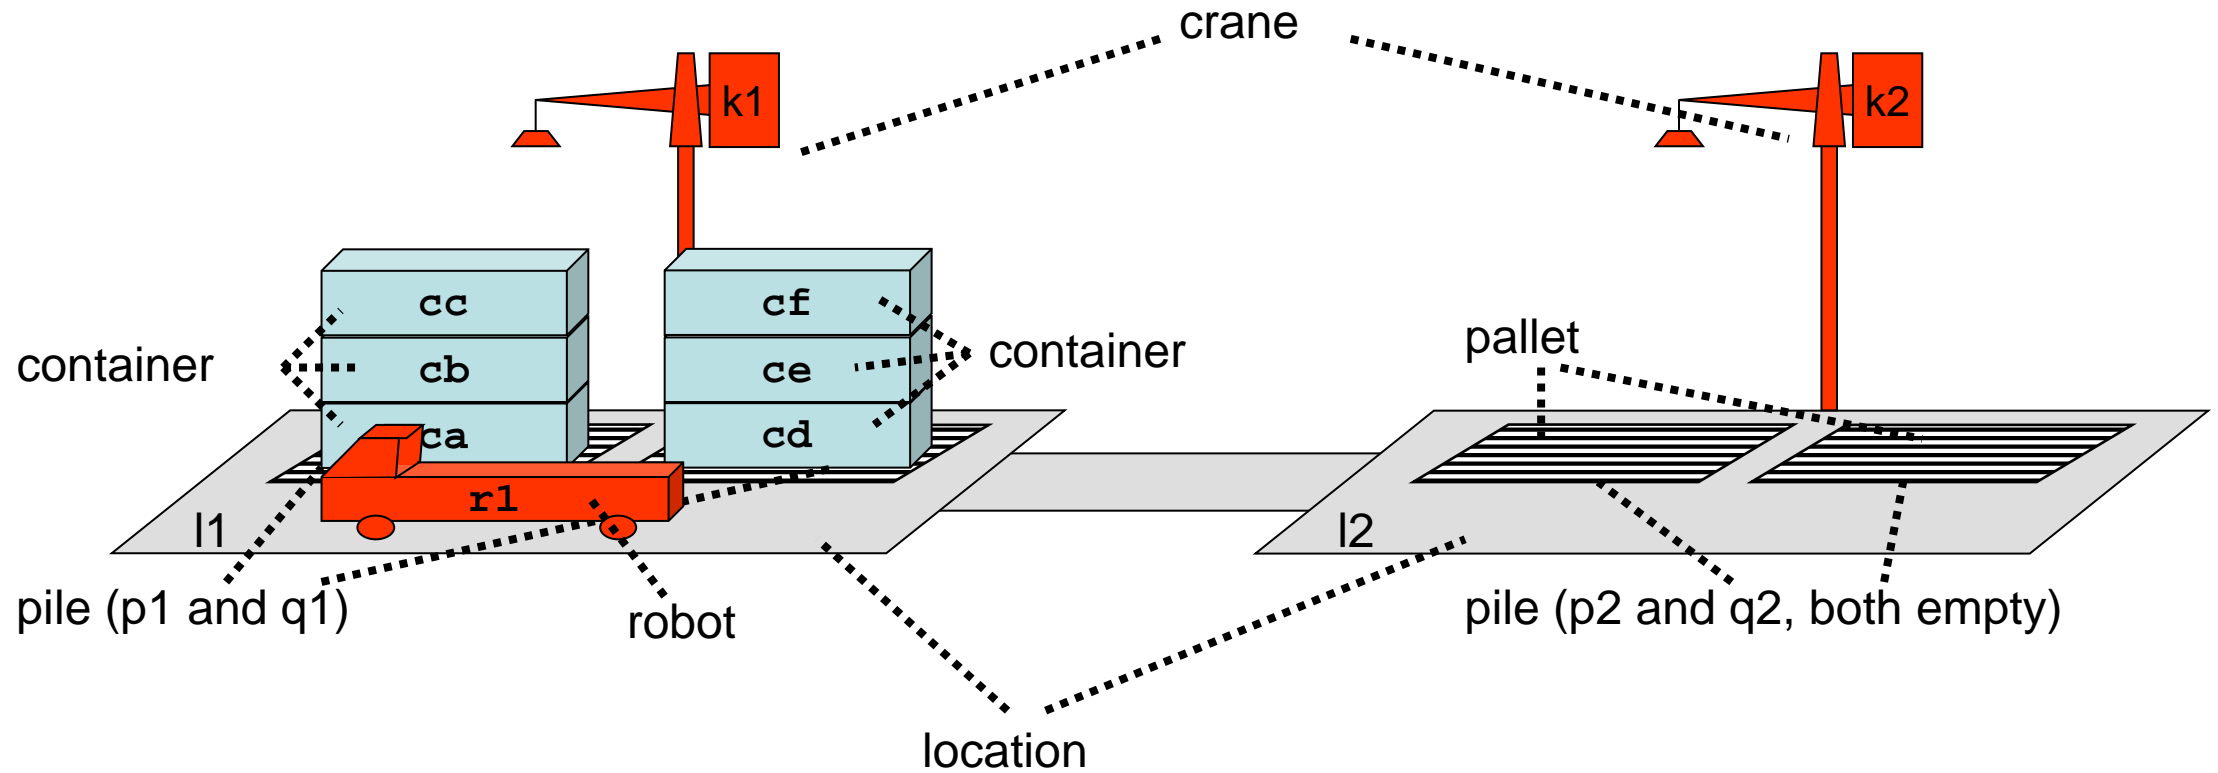 crane
k1
k2
cc
cf
container
cb
ce
container
pallet
ca
cd
r1
l1
l2
pile (p1 and q1)
robot
pile (p2 and q2, both empty)
location